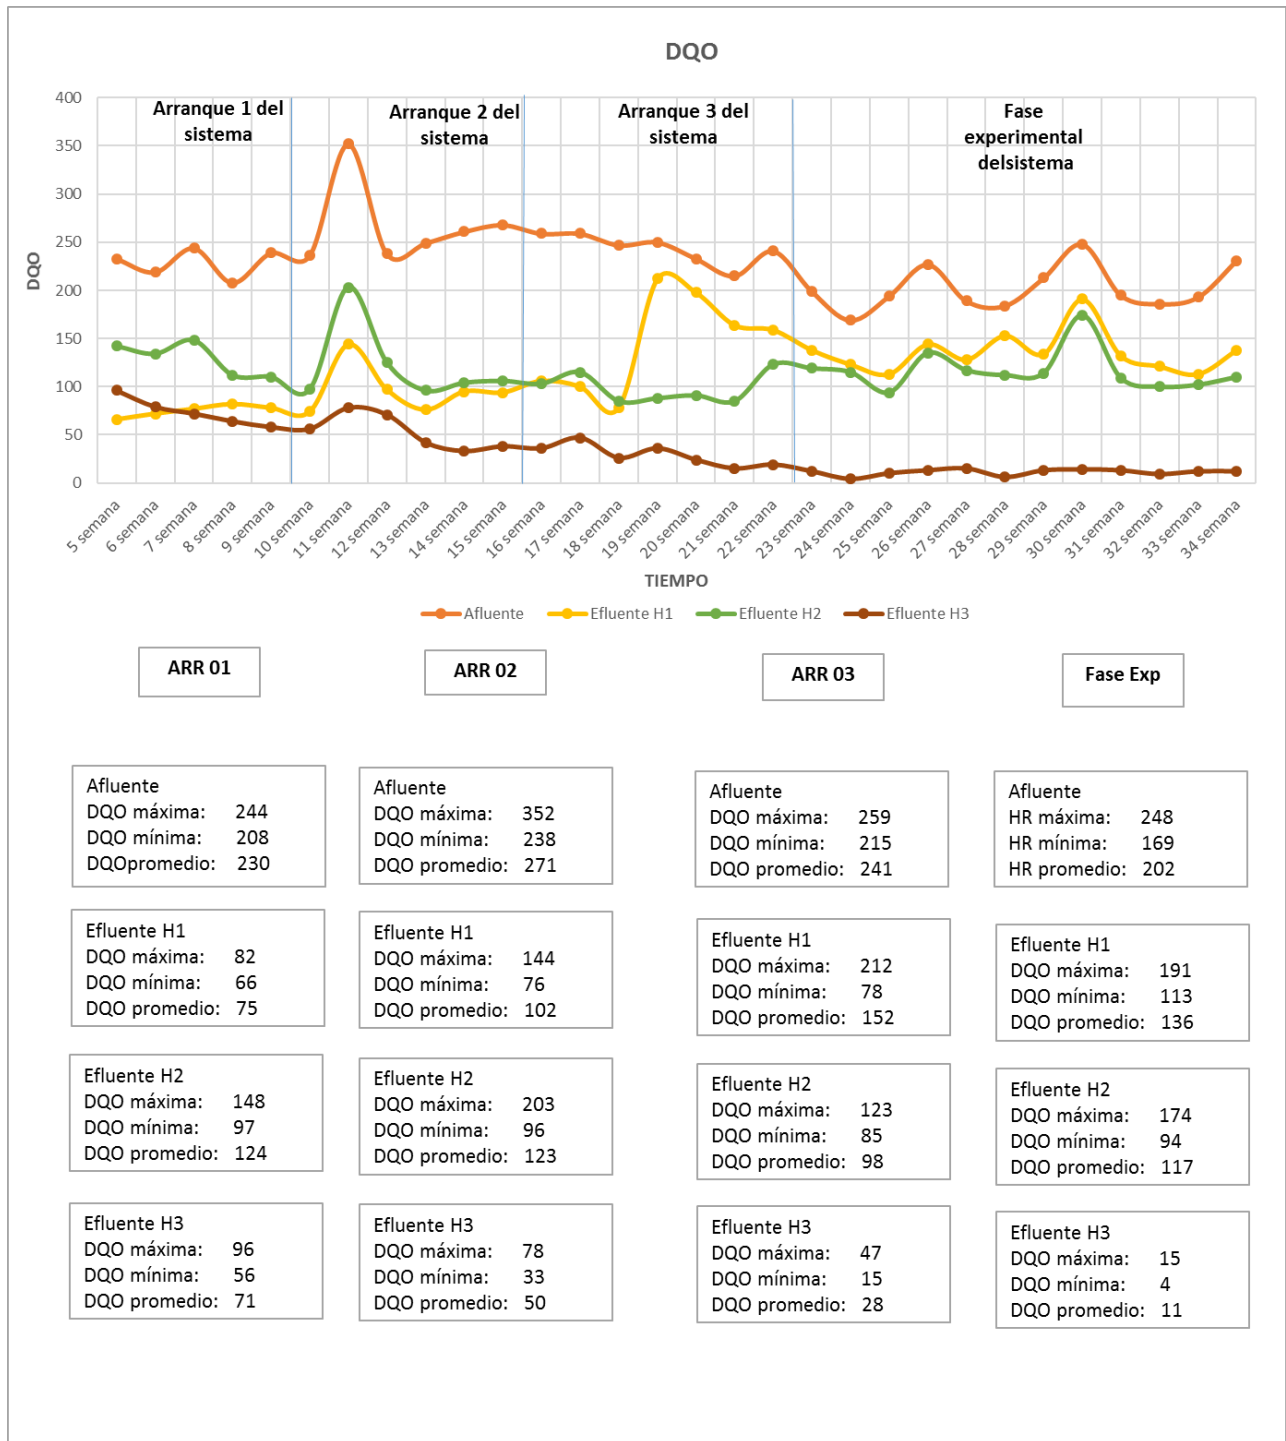 DQO
Arranque 1 del
sistema
Arranque 2 del
sistema
Arranque 3 del
sistema
Fase
experimental
delsistema
400
350
300
250
200
150
100
50
0
DQO
5 semana
6 semana
7 semana
8 semana
9 semana
10 semana
11 semana
12 semana
13 semana
14 semana
15 semana
16 semana
17 semana
18 semana
19 semana
20 semana
21 semana
22 semana
23 semana
24 semana
25 semana
26 semana
27 semana
28 semana
29 semana
30 semana
31 semana
32 semana
33 semana
34 semana
TIEMPO
Afluente Efluente H1 Efluente H2 Efluente H3
ARR 01
ARR 02
ARR 03
Fase Exp
Afluente
DQO máxima: 244
DQO mínima: 208
DQOpromedio: 230
Afluente
DQO máxima: 352
DQO mínima: 238
DQO promedio: 271
Afluente
DQO máxima: 259
DQO mínima: 215
DQO promedio: 241
Afluente
HR máxima: 248
HR mínima: 169
HR promedio: 202
Efluente H1
DQO máxima: 82
DQO mínima: 66
DQO promedio: 75
Efluente H1
DQO máxima: 144
DQO mínima: 76
DQO promedio: 102
Efluente H1
DQO máxima: 212
DQO mínima: 78
DQO promedio: 152
Efluente H1
DQO máxima: 191
DQO mínima: 113
DQO promedio: 136
Efluente H2
DQO máxima: 148
DQO mínima: 97
DQO promedio: 124
Efluente H2
DQO máxima: 203
DQO mínima: 96
DQO promedio: 123
Efluente H2
DQO máxima: 123
DQO mínima: 85
DQO promedio: 98
Efluente H2
DQO máxima: 174
DQO mínima: 94
DQO promedio: 117
Efluente H3
DQO máxima: 96
DQO mínima: 56
DQO promedio: 71
Efluente H3
DQO máxima: 78
DQO mínima: 33
DQO promedio: 50
Efluente H3
DQO máxima: 47
DQO mínima: 15
DQO promedio: 28
Efluente H3
DQO máxima: 15
DQO mínima: 4
DQO promedio: 11